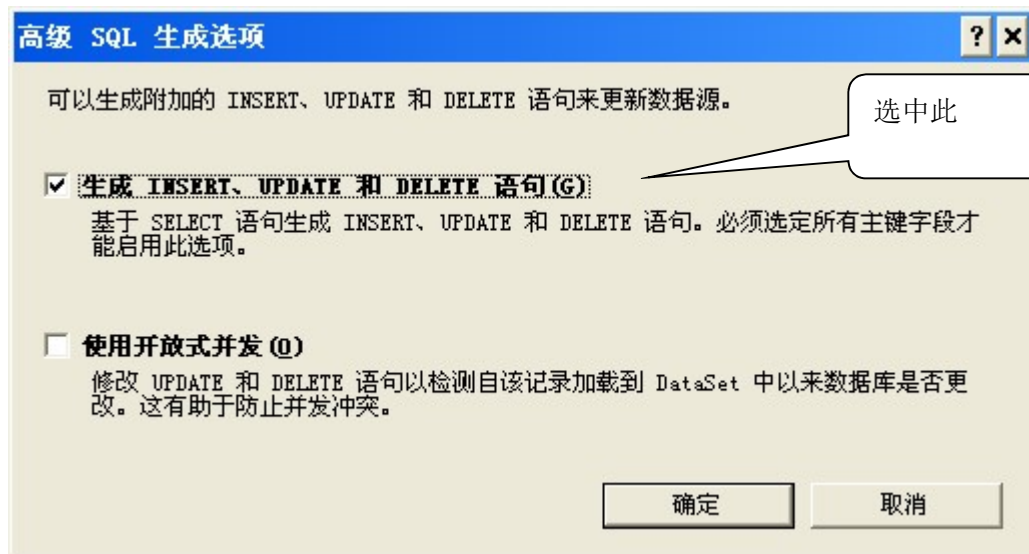 高级 SQL 生成选项
可以生成附加的 INSERT、UPDATE 和 DELETE 语句来更新数据源。
选中此
生成 INSERT、UPDATE 和 DELETE 语句(G)
基于 SELECT 语句生成 INSERT、UPDATE 和 DELETE 语句。必须选定所有主键字段才
能启用此选项。
使用开放式并发(O)
修改 UPDATE 和 DELETE 语句以检测自该记录加载到 DataSet 中以来数据库是否更
改。这有助于防止并发冲突。
确定
取消